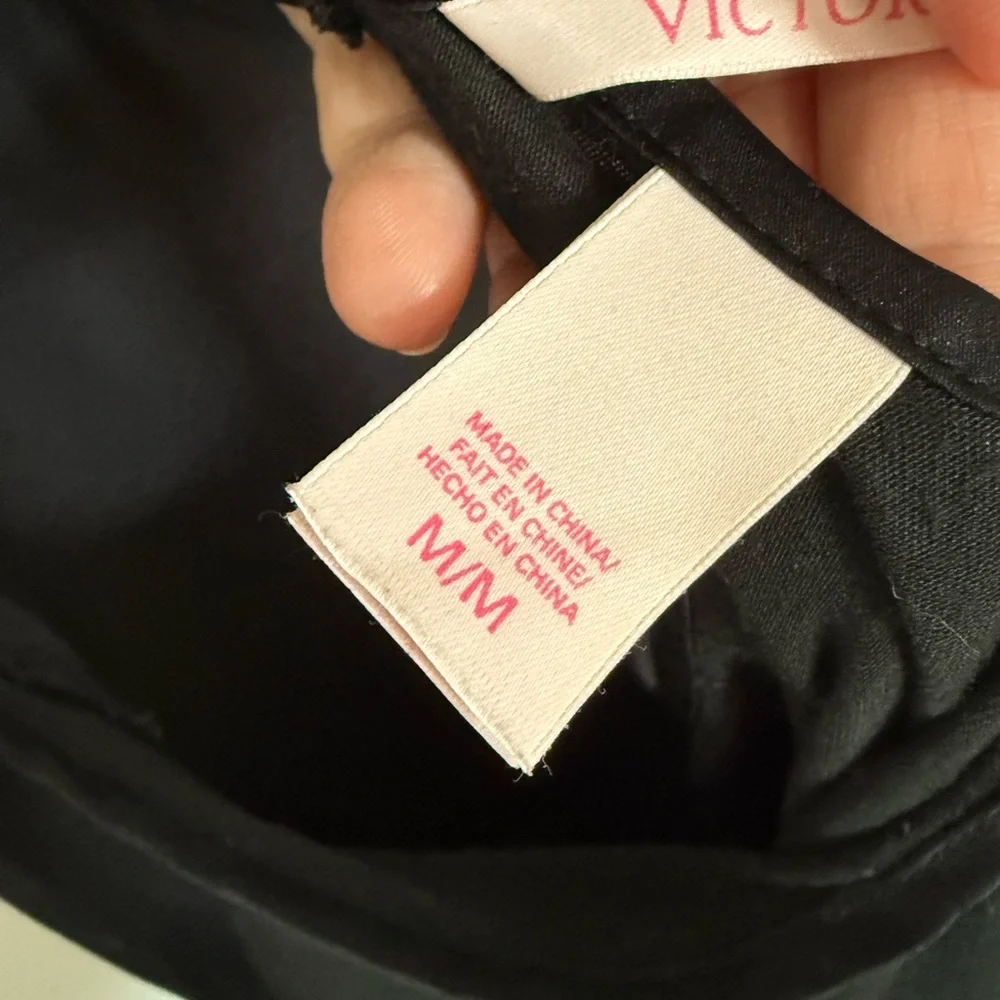 VICTOR
MADE IN CHINA/
FAIT EN CHINE/
HECHO EN CHINA
M/M